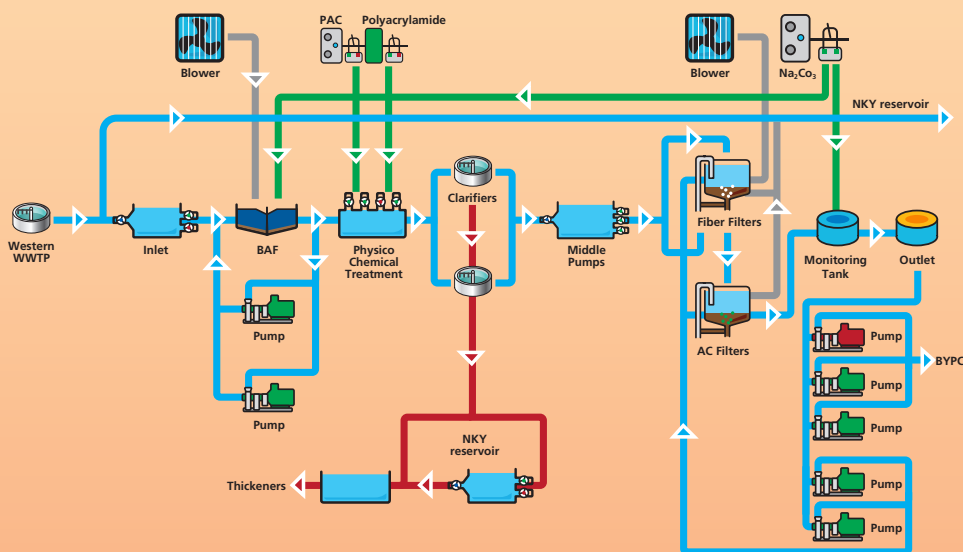 PAC
Polyacrylamide
Blower
Blower
Na₂Co₃
NKY reservoir
Clarifiers
Fiber Filters
Western
WWTP
Inlet
BAF
Physico
Chemical
Treatment
Middle
Pumps
Monitoring
Tank
Outlet
Pump
AC Filters
Pump
BYPC
Pump
Pump
Pump
NKY
reservoir
Thickeners
Pump
Pump